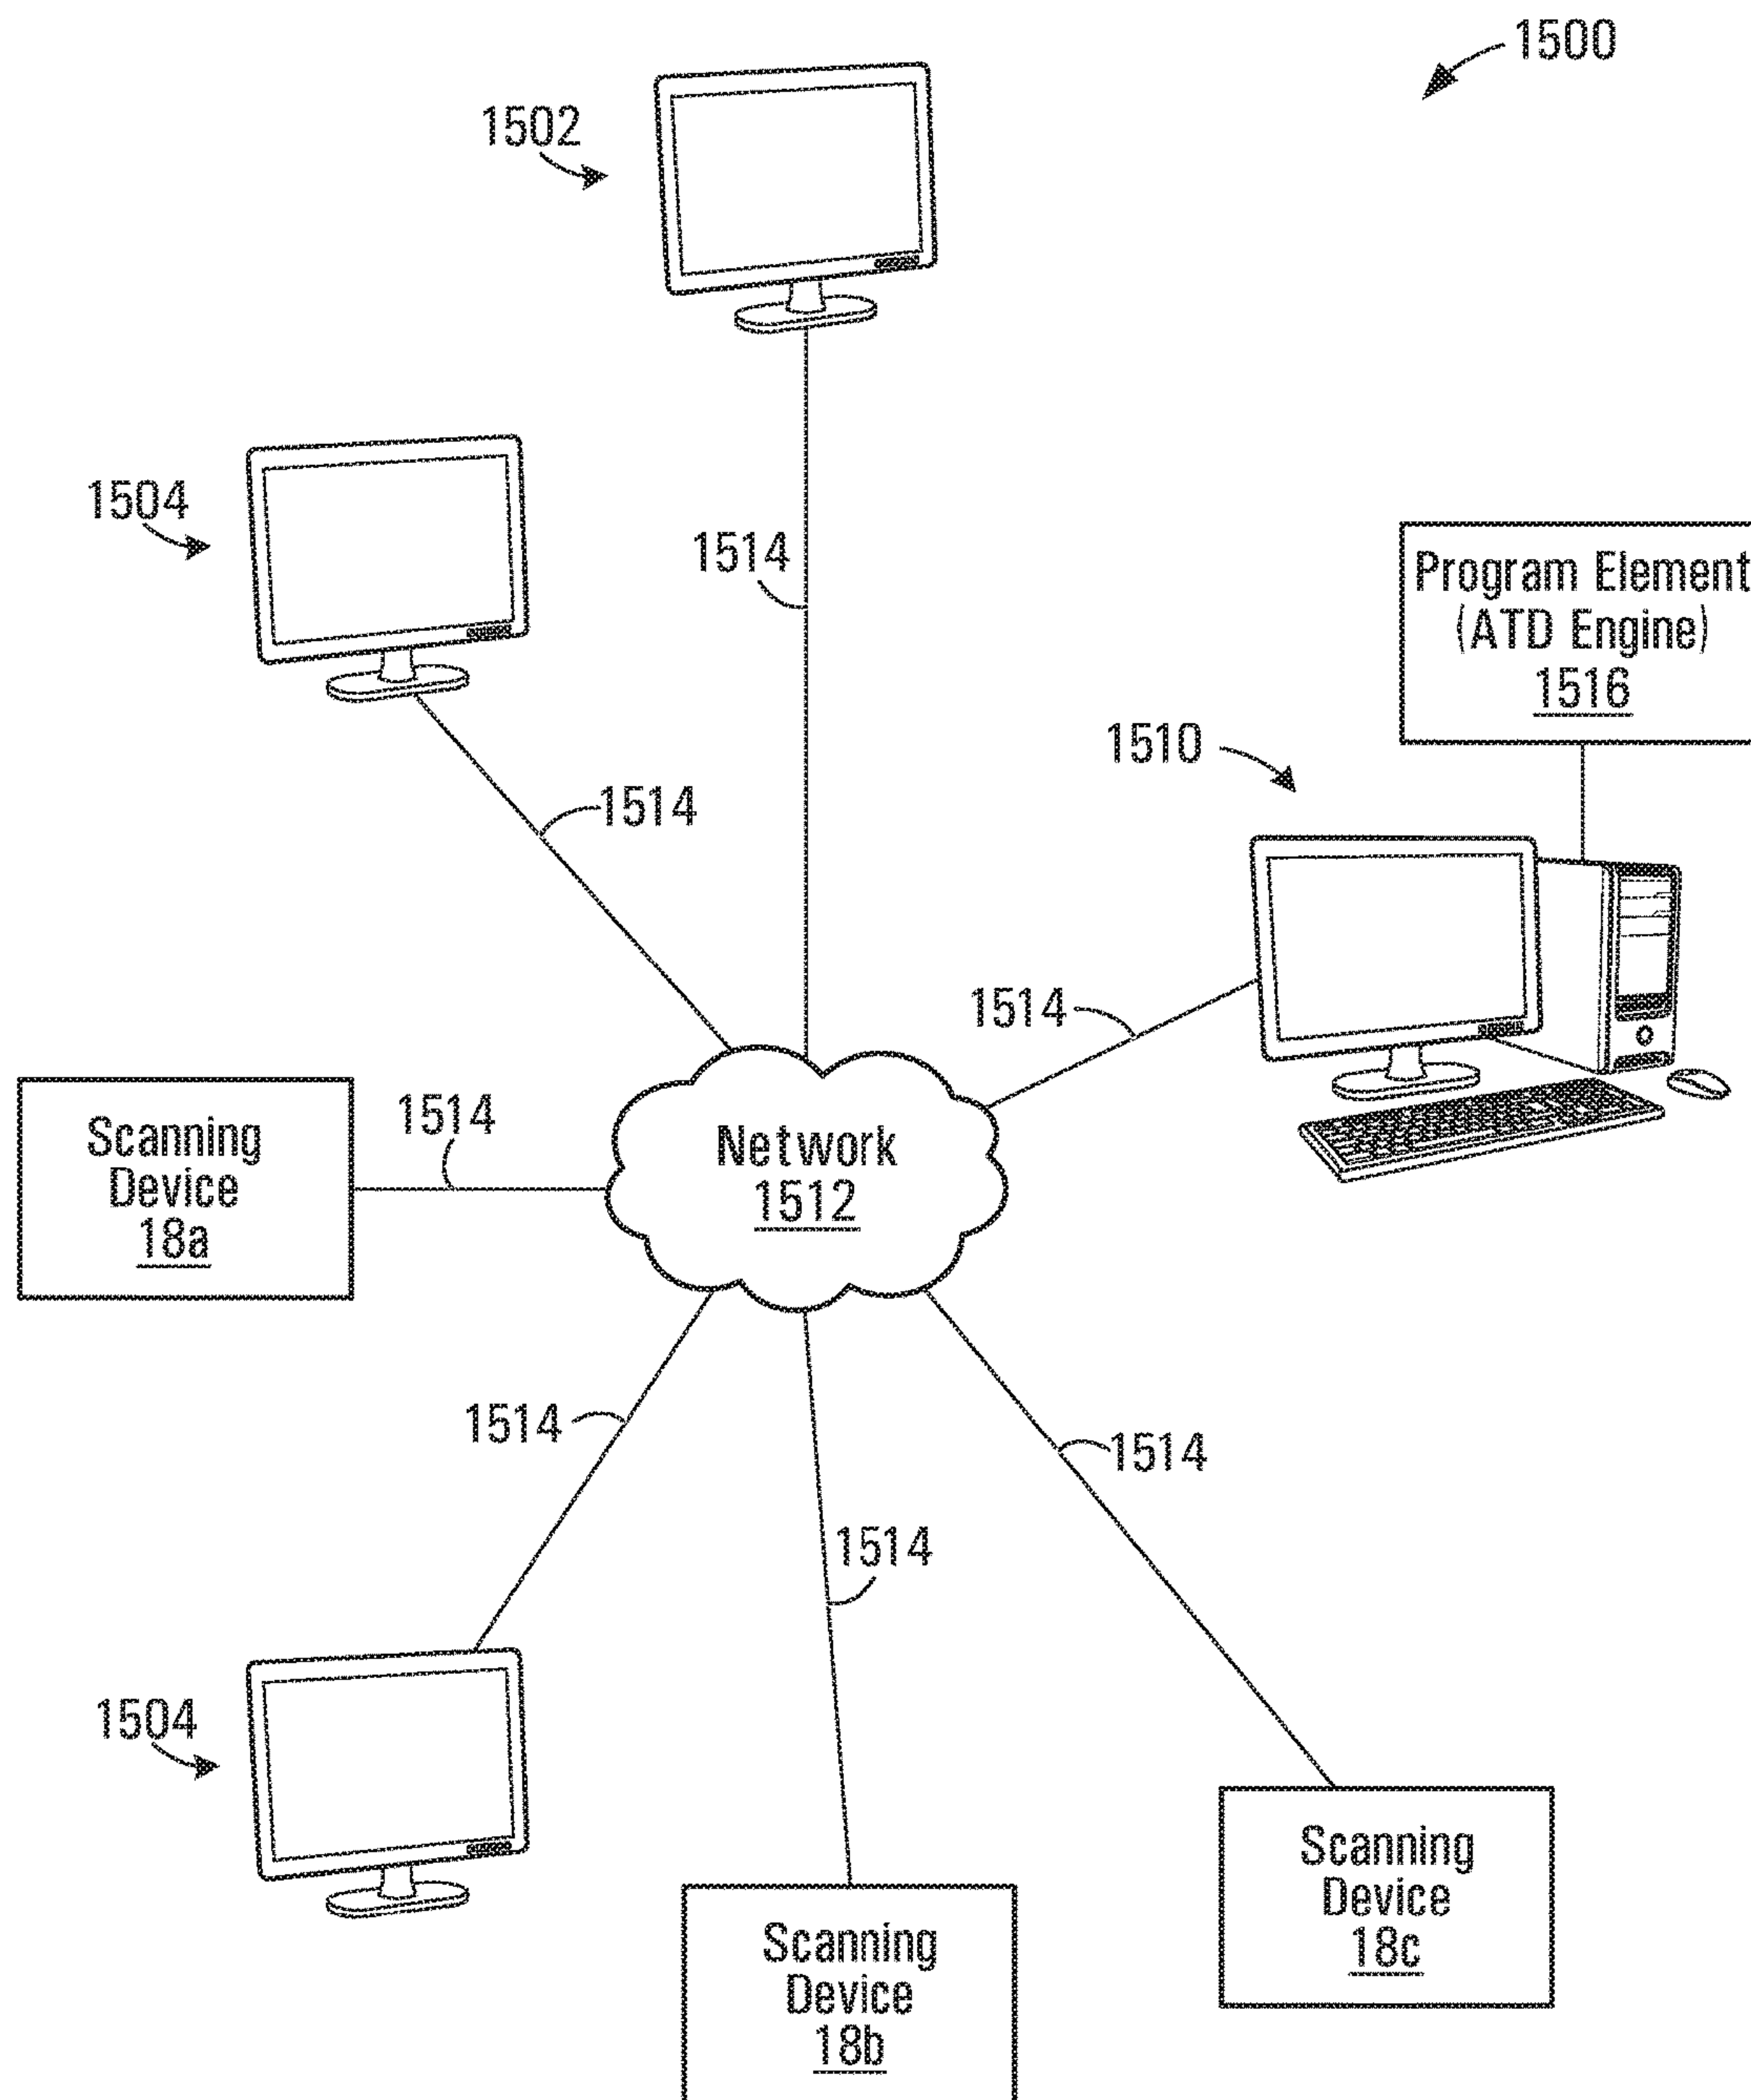 1500
1502
1504
1514
Program Element
(ATD Engine)
1516
1510
1514
1514
Scanning
Device
18a
1514
Network
1512
1514
1514
1514
1504
Scanning
Device
18c
Scanning
Device
18b